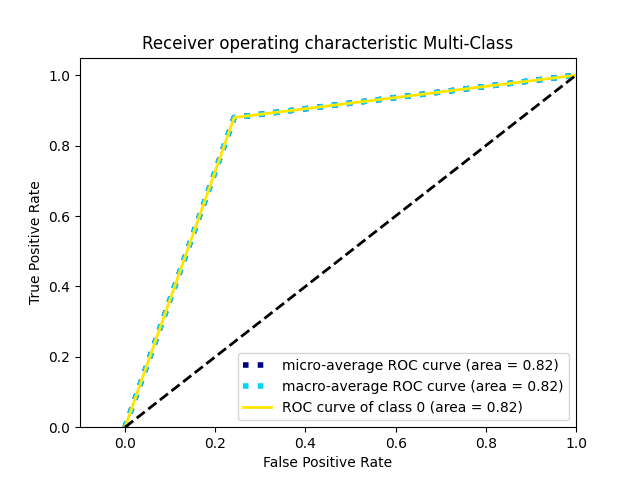 Receiver operating characteristic Multi-Class
1.0
0.8
0.6
0.4
0.2
0.0
True Positive Rate
micro-average ROC curve (area = 0.82)
macro-average ROC curve (area = 0.82)
ROC curve of class 0 (area = 0.82)
0.0 0.2 0.4 0.6 0.8 1.0
False Positive Rate